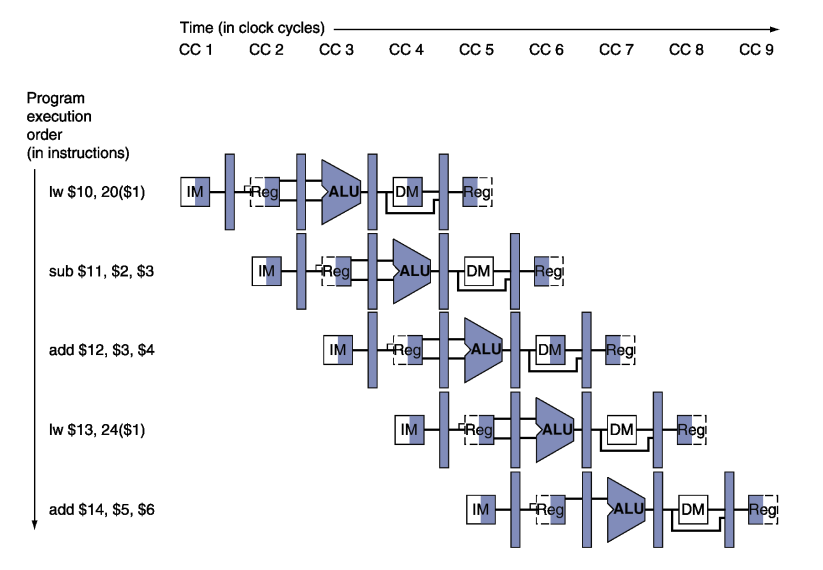 Time (in clock cycles)
CC 1 CC 2 CC 3 CC 4 CC 5 CC 6 CC 7 CC 8 CC 9
Program
execution
order
(in instructions)
lw $10, 20($1) IM Reg ALU DM Reg
sub $11, $2, $3 IM Reg ALU DM Reg
add $12, $3, $4 IM Reg ALU DM Reg
lw $13, 24($1) IM Reg ALU DM Reg
add $14, $5, $6 IM Reg ALU DM Reg